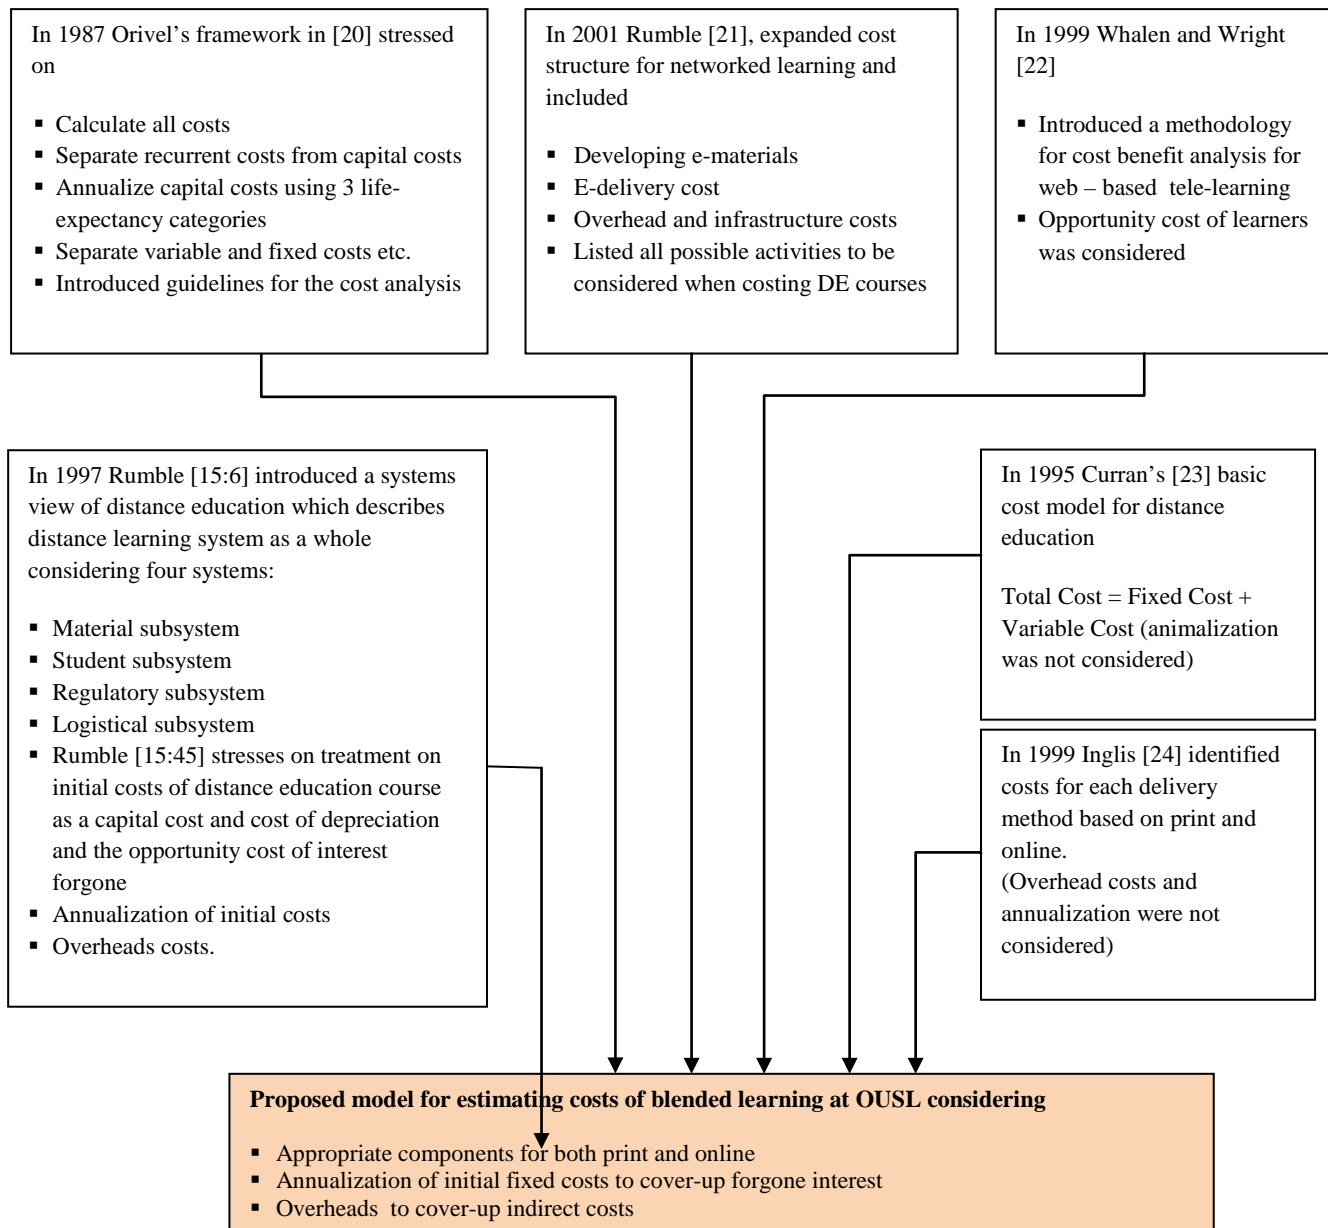 In 1987 Orivel's framework in [20] stressed
on
▪ Calculate all costs
▪ Separate recurrent costs from capital costs
▪ Annualize capital costs using 3 life-
expectancy categories
▪ Separate variable and fixed costs etc.
▪ Introduced guidelines for the cost analysis
In 2001 Rumble [21], expanded cost
structure for networked learning and
included
▪ Developing e-materials
▪ E-delivery cost
▪ Overhead and infrastructure costs
▪ Listed all possible activities to be
considered when costing DE courses
In 1999 Whalen and Wright
[22]
▪ Introduced a methodology
for cost benefit analysis for
web – based tele-learning
▪ Opportunity cost of learners
was considered
In 1997 Rumble [15:6] introduced a systems
view of distance education which describes
distance learning system as a whole
considering four systems:
▪ Material subsystem
▪ Student subsystem
▪ Regulatory subsystem
▪ Logistical subsystem
▪ Rumble [15:45] stresses on treatment on
initial costs of distance education course
as a capital cost and cost of depreciation
and the opportunity cost of interest
forgone
▪ Annualization of initial costs
▪ Overheads costs.
In 1995 Curran's [23] basic
cost model for distance
education
Total Cost = Fixed Cost +
Variable Cost (animalization
was not considered)
In 1999 Inglis [24] identified
costs for each delivery
method based on print and
online.
(Overhead costs and
annualization were not
considered)
Proposed model for estimating costs of blended learning at OUSL considering
▪ Appropriate components for both print and online
▪ Annualization of initial fixed costs to cover-up forgone interest
▪ Overheads to cover-up indirect costs